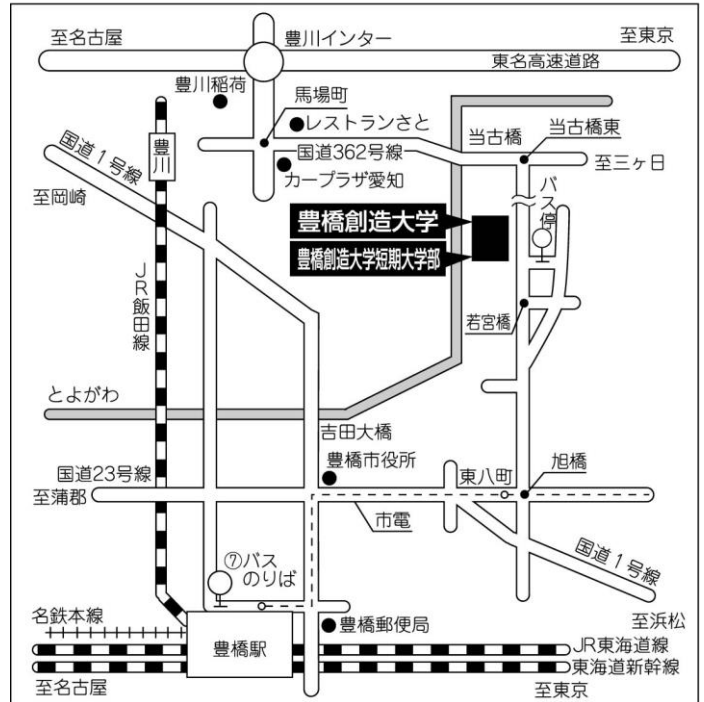 至名古屋
豊川インター
至東京
東名高速道路
豊川稲荷
馬場町
レストランさと
当古橋
当古橋東
国道1号線
豊川
国道362号線
至三ヶ日
カープラザ愛知
至岡崎
バス停
豊橋創造大学
豊橋創造大学短期大学部
JR飯田線
若宮橋
とよがわ
吉田大橋
国道23号線
豊橋市役所
東八町
旭橋
至蒲郡
市電
⑦バス
のりば
国道1号線
名鉄本線
豊橋郵便局
至浜松
豊橋駅
JR東海道線
東海道新幹線
至名古屋
至東京